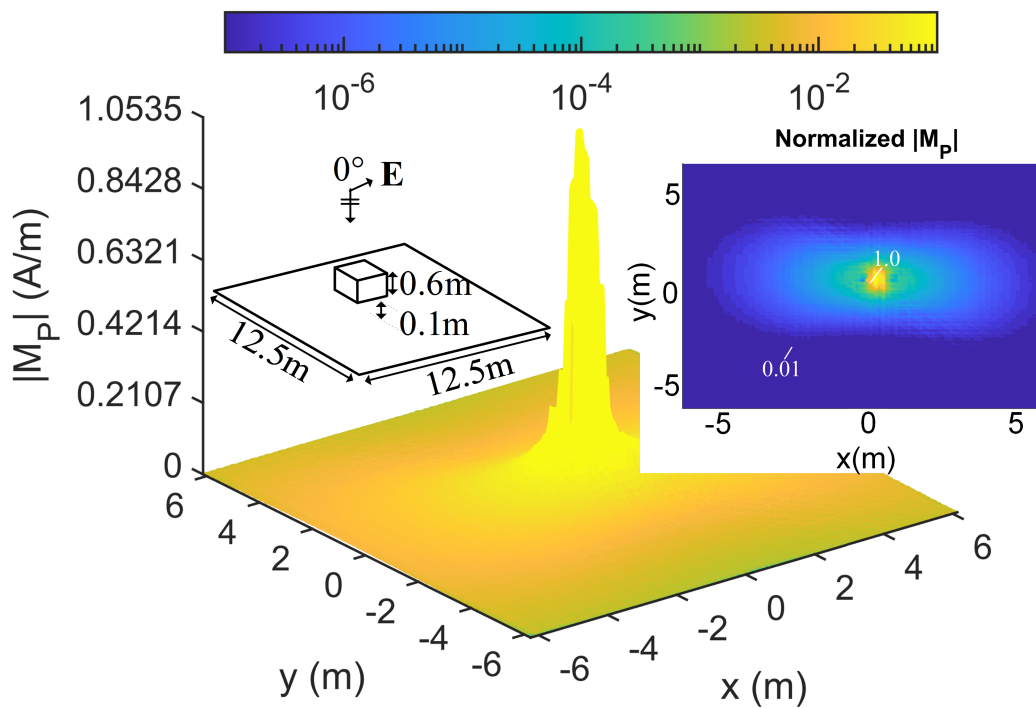 10^-6
10^-4
10^-2
1.0535
0.8428
0.6321
0.4214
0.2107
0
|M_P| (A/m)
0°
E
0.6m
0.1m
12.5m
12.5m
Normalized |M_P|
5
0
-5
y(m)
1.0
0.01
-5
0
5
x(m)
6
4
2
0
-2
-4
-6
y (m)
-6
-4
-2
0
2
4
6
x (m)